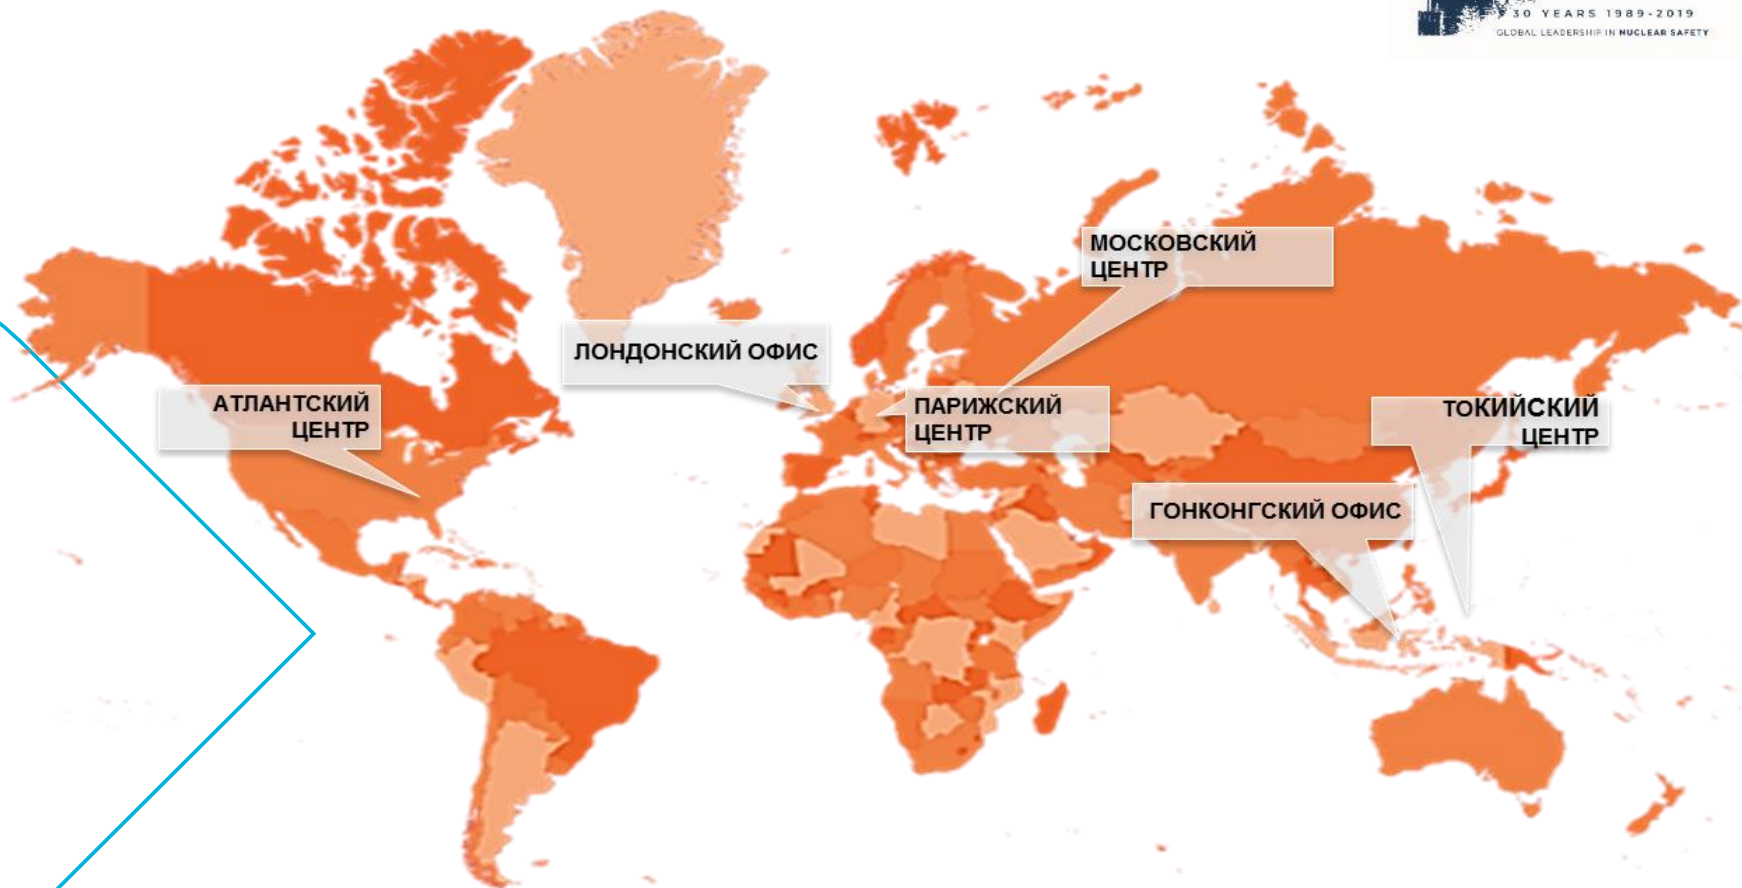 30 YEARS 1989-2019
GLOBAL LEADERSHIP IN NUCLEAR SAFETY
МОСКОВСКИЙ
ЦЕНТР
ЛОНДОНСКИЙ ОФИС
АТЛАНТСКИЙ
ЦЕНТР
ПАРИЖСКИЙ
ЦЕНТР
ТОКИЙСКИЙ
ЦЕНТР
ГОНКОНГСКИЙ ОФИС